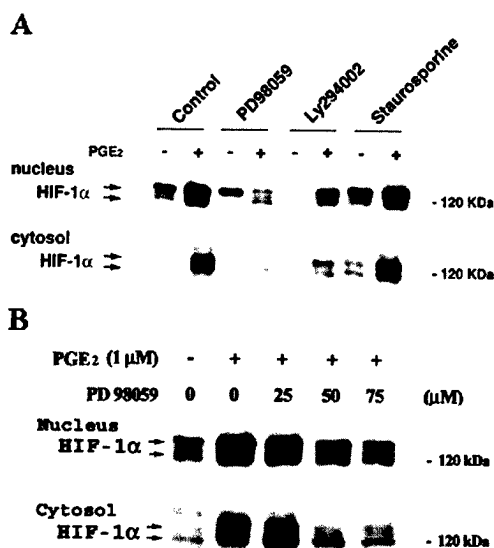 A
Control PD98059 Ly294002 Staurosporine
PGE2 - + - + - + - +
nucleus
HIF-1α - 120 KDa
cytosol
HIF-1α - 120 KDa
B
PGE2 (1 μM) - + + + +
PD 98059 0 0 25 50 75 (μM)
Nucleus
HIF-1α - 120 kDa
Cytosol
HIF-1α - 120 kDa